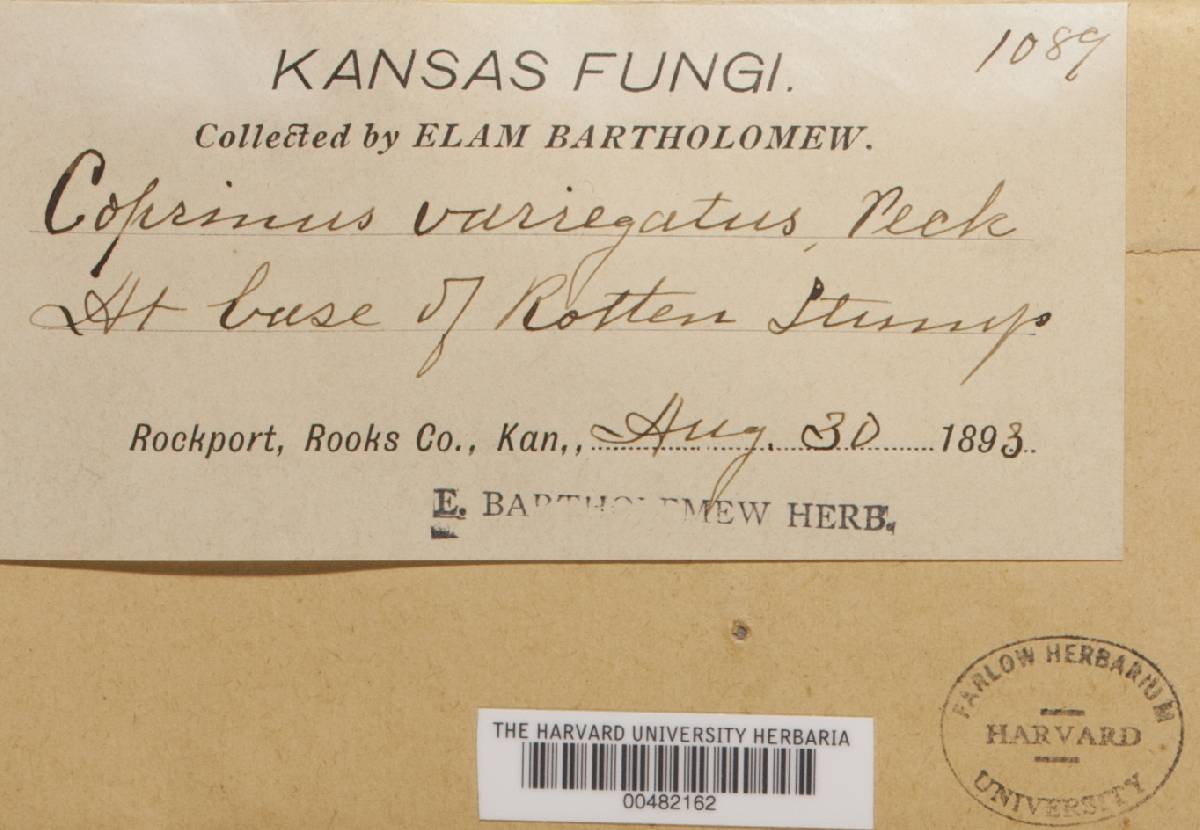 1089
KANSAS FUNGI.
Collected by ELAM BARTHOLOMEW.
Coprinus variegatus, Peck
At base of Rotten Stump
Rockport, Rooks Co., Kan., Aug. 30 1893
E. BARTHOLOMEW HERB.
THE HARVARD UNIVERSITY HERBARIA
00482162
FARLOW HERBARIUM
HARVARD
UNIVERSITY